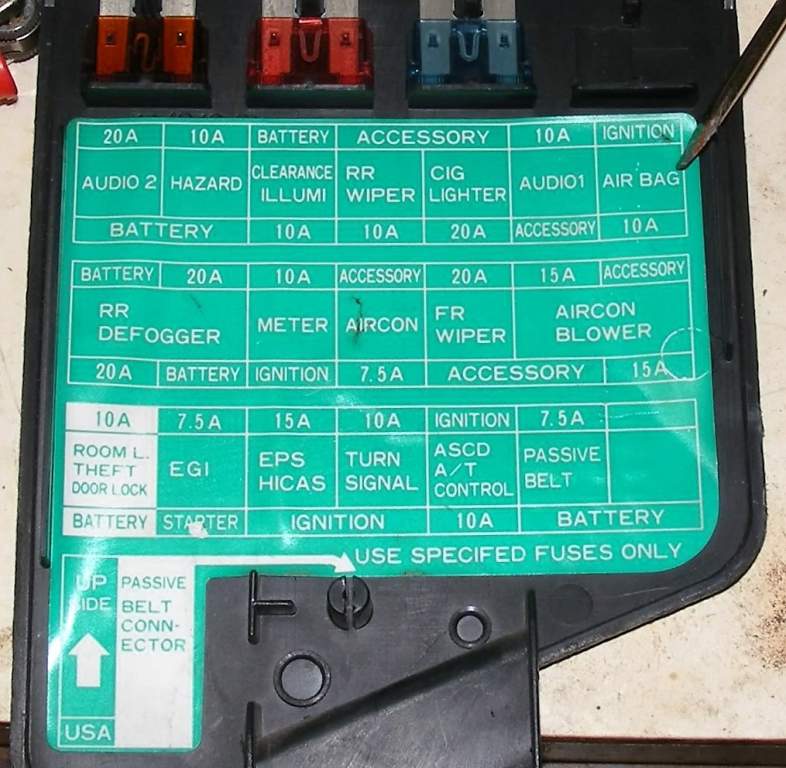 20A 10A BATTERY ACCESSORY 10A IGNITION
AUDIO 2 HAZARD CLEARANCE ILLUMI RR WIPER CIG LIGHTER AUDIO1 AIR BAG
BATTERY 10A 10A 20A ACCESSORY 10A
BATTERY 20A 10A ACCESSORY 20A 15A ACCESSORY
RR DEFOGGER METER AIRCON FR WIPER AIRCON BLOWER
20A BATTERY IGNITION 7.5A ACCESSORY 15A
10A 7.5A 15A 10A IGNITION 7.5A
ROOM L. THEFT DOOR LOCK EGI EPS HICAS TURN SIGNAL ASCD A/T CONTROL PASSIVE BELT
BATTERY STARTER IGNITION 10A BATTERY
USE SPECIFED FUSES ONLY
UP SIDE
USA
PASSIVE
BELT
CONN-
ECTOR